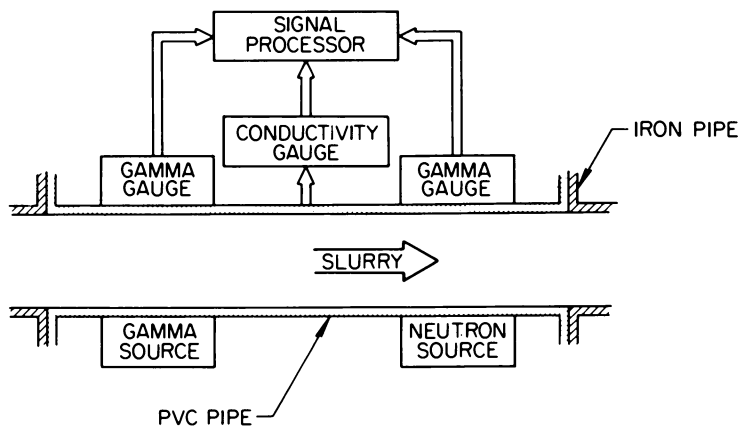 SIGNAL
PROCESSOR
CONDUCTIVITY
GAUGE
IRON PIPE
GAMMA
GAUGE
GAMMA
GAUGE
SLURRY
GAMMA
SOURCE
NEUTRON
SOURCE
PVC PIPE